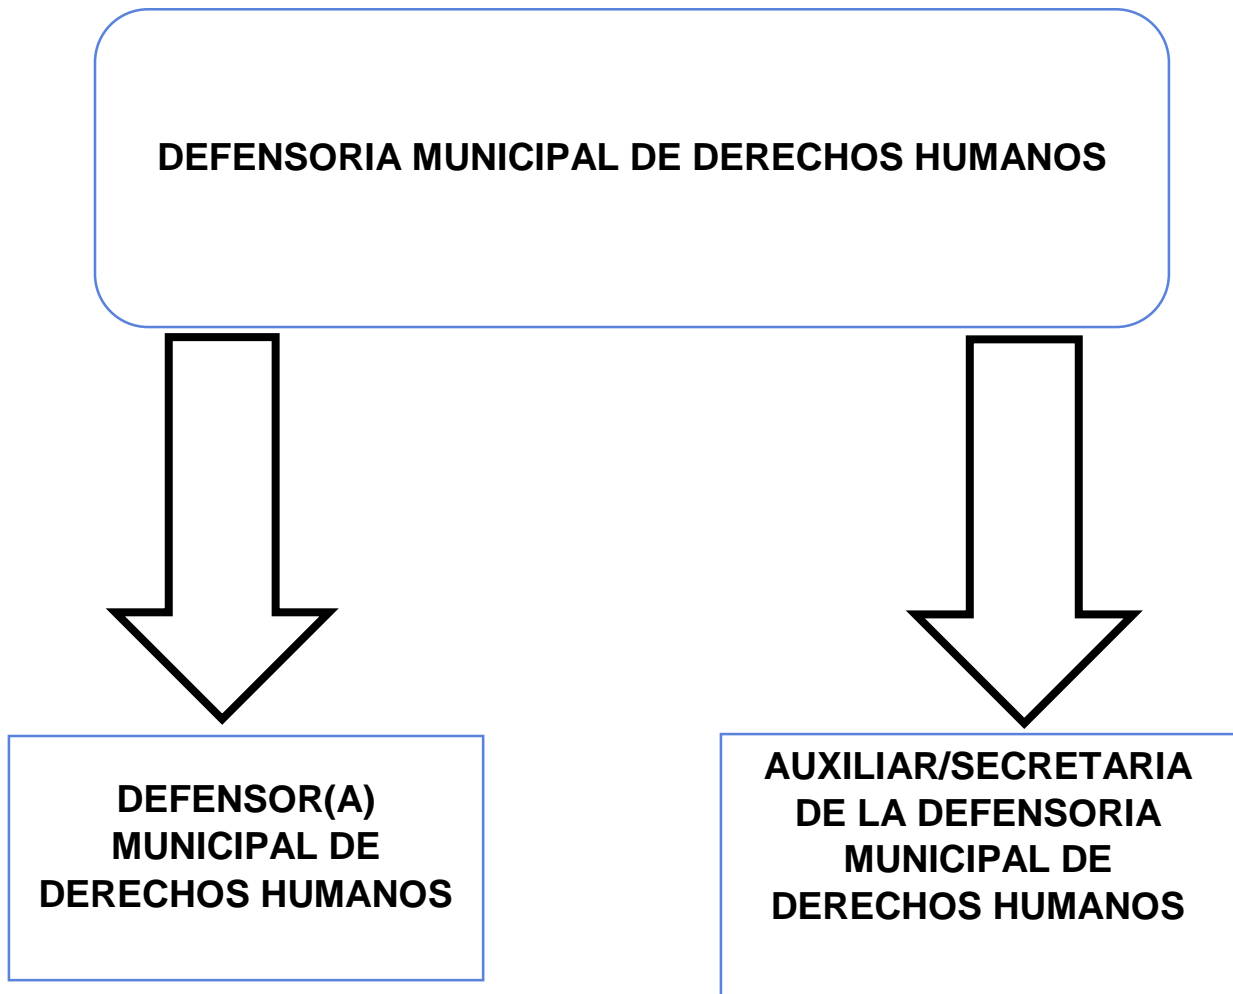 DEFENSORIA MUNICIPAL DE DERECHOS HUMANOS
DEFENSOR(A)
MUNICIPAL DE
DERECHOS HUMANOS
AUXILIAR/SECRETARIA
DE LA DEFENSORIA
MUNICIPAL DE
DERECHOS HUMANOS